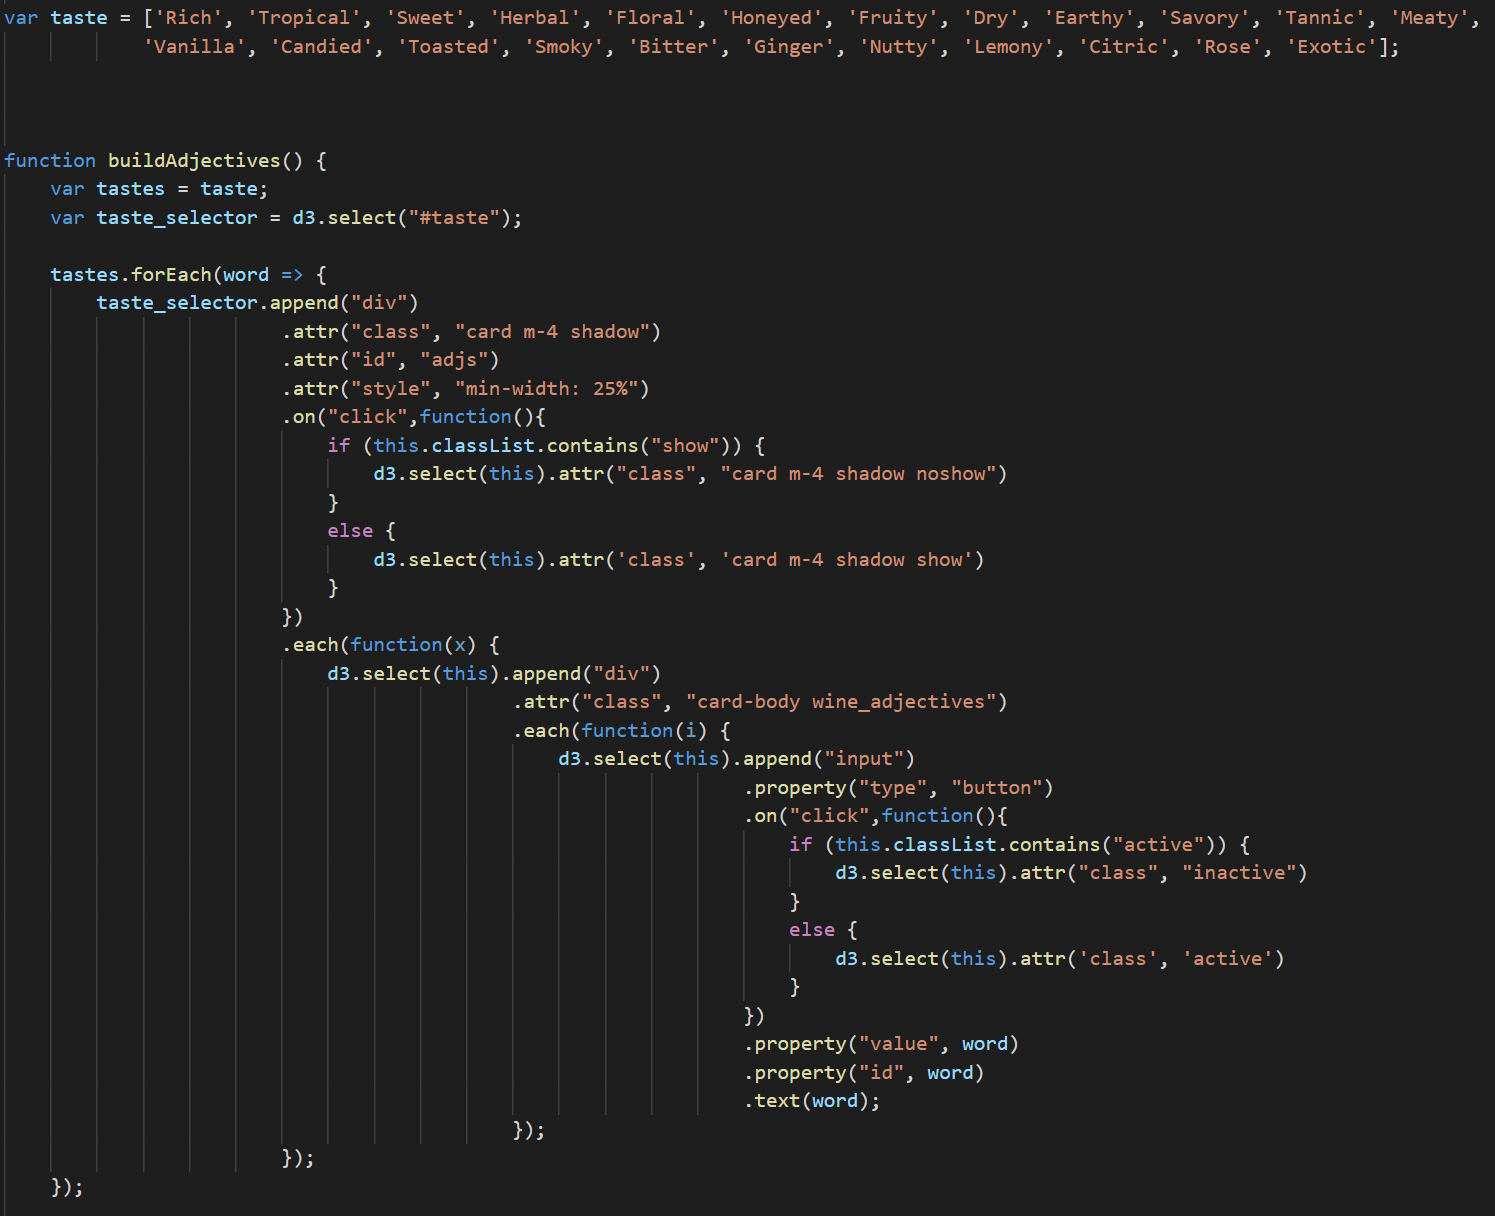 var taste = ['Rich', 'Tropical', 'Sweet', 'Herbal', 'Floral', 'Honeyed', 'Fruity', 'Dry', 'Earthy', 'Savory', 'Tannic', 'Meaty',
            'Vanilla', 'Candied', 'Toasted', 'Smoky', 'Bitter', 'Ginger', 'Nutty', 'Lemony', 'Citric', 'Rose', 'Exotic'];
function buildAdjectives() {
    var tastes = taste;
    var taste_selector = d3.select("#taste");
    tastes.forEach(word => {
        taste_selector.append("div")
                        .attr("class", "card m-4 shadow")
                        .attr("id", "adjs")
                        .attr("style", "min-width: 25%")
                        .on("click",function(){
                            if (this.classList.contains("show")) {
                                d3.select(this).attr("class", "card m-4 shadow noshow")
                            }
                            else {
                                d3.select(this).attr('class', 'card m-4 shadow show')
                            }
                        })
                        .each(function(x) {
                            d3.select(this).append("div")
                                            .attr("class", "card-body wine_adjectives")
                                            .each(function(i) {
                                                d3.select(this).append("input")
                                                                .property("type", "button")
                                                                .on("click",function(){
                                                                    if (this.classList.contains("active")) {
                                                                        d3.select(this).attr("class", "inactive")
                                                                    }
                                                                    else {
                                                                        d3.select(this).attr('class', 'active')
                                                                    }
                                                                })
                                                                .property("value", word)
                                                                .property("id", word)
                                                                .text(word);
                                            });
                        });
    });